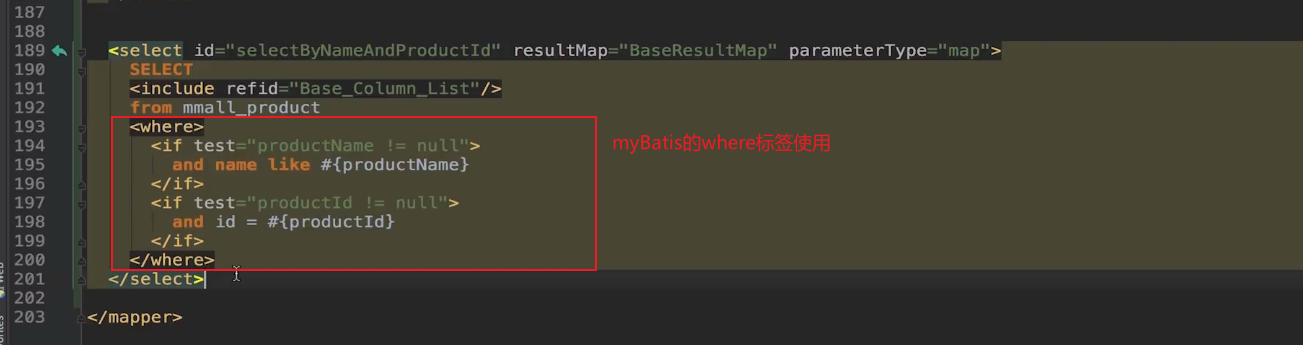 187
188
189 <select id="selectByNameAndProductId" resultMap="BaseResultMap" parameterType="map">
190 SELECT
191 <include refid="Base_Column_List"/>
192 from mmall_product
193 <where>
myBatis的where标签使用
194 <if test="productName != null">
195 and name like #{productName}
196 </if>
197 <if test="productId != null">
198 and id = #{productId}
199 </if>
200 </where>
201 </select>
202
203 </mapper>